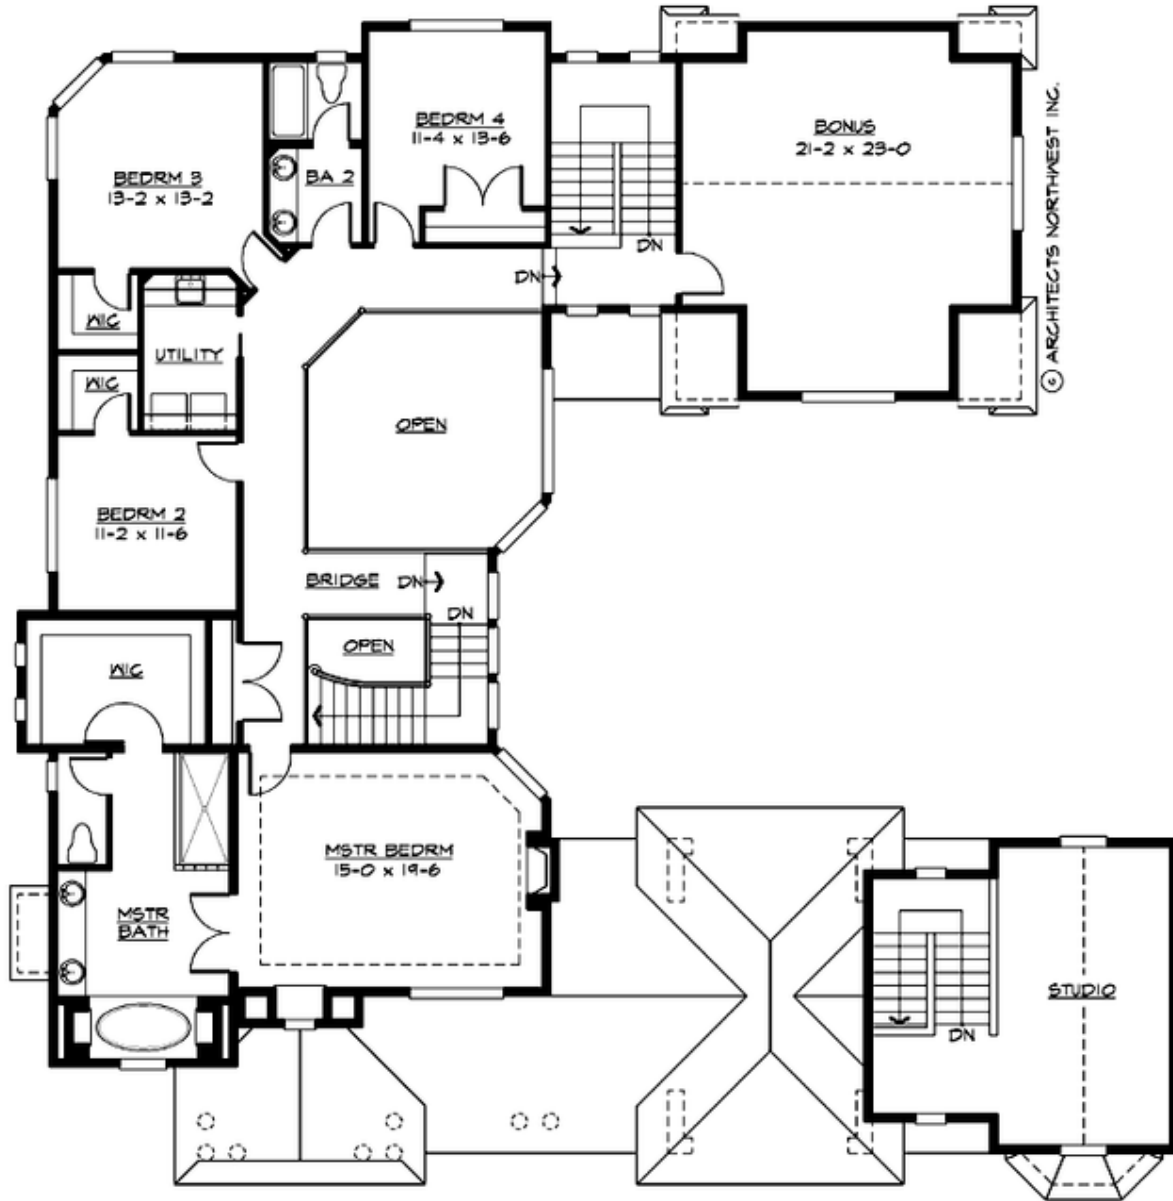 BEDRM 4
11-4 x 13-6
BONUS
21-2 x 23-0
BEDRM 3
13-2 x 13-2
BA 2
DN
DN
WIC
UTILITY
WIC
OPEN
BEDRM 2
11-2 x 11-6
BRIDGE
DN
DN
OPEN
WIC
MSTR BEDRM
15-0 x 19-6
MSTR
BATH
STUDIO
DN
© ARCHITECTS NORTHWEST INC.